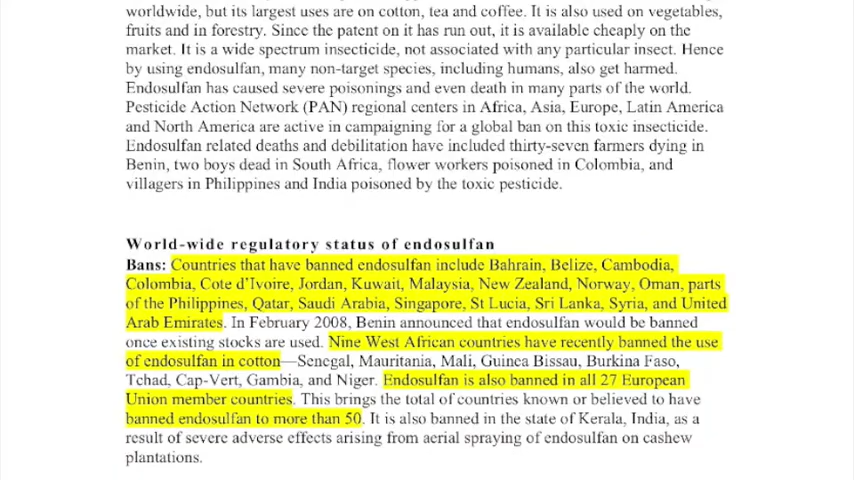 worldwide, but its largest uses are on cotton, tea and coffee. It is also used on vegetables,
fruits and in forestry. Since the patent on it has run out, it is available cheaply on the
market. It is a wide spectrum insecticide, not associated with any particular insect. Hence
by using endosulfan, many non-target species, including humans, also get harmed.
Endosulfan has caused severe poisonings and even death in many parts of the world.
Pesticide Action Network (PAN) regional centers in Africa, Asia, Europe, Latin America
and North America are active in campaigning for a global ban on this toxic insecticide.
Endosulfan related deaths and debilitation have included thirty-seven farmers dying in
Benin, two boys dead in South Africa, flower workers poisoned in Colombia, and
villagers in Philippines and India poisoned by the toxic pesticide.
World-wide regulatory status of endosulfan
Bans: Countries that have banned endosulfan include Bahrain, Belize, Cambodia,
Colombia, Cote d'Ivoire, Jordan, Kuwait, Malaysia, New Zealand, Norway, Oman, parts
of the Philippines, Qatar, Saudi Arabia, Singapore, St Lucia, Sri Lanka, Syria, and United
Arab Emirates. In February 2008, Benin announced that endosulfan would be banned
once existing stocks are used. Nine West African countries have recently banned the use
of endosulfan in cotton—Senegal, Mauritania, Mali, Guinea Bissau, Burkina Faso,
Tchad, Cap-Vert, Gambia, and Niger. Endosulfan is also banned in all 27 European
Union member countries. This brings the total of countries known or believed to have
banned endosulfan to more than 50. It is also banned in the state of Kerala, India, as a
result of severe adverse effects arising from aerial spraying of endosulfan on cashew
plantations.